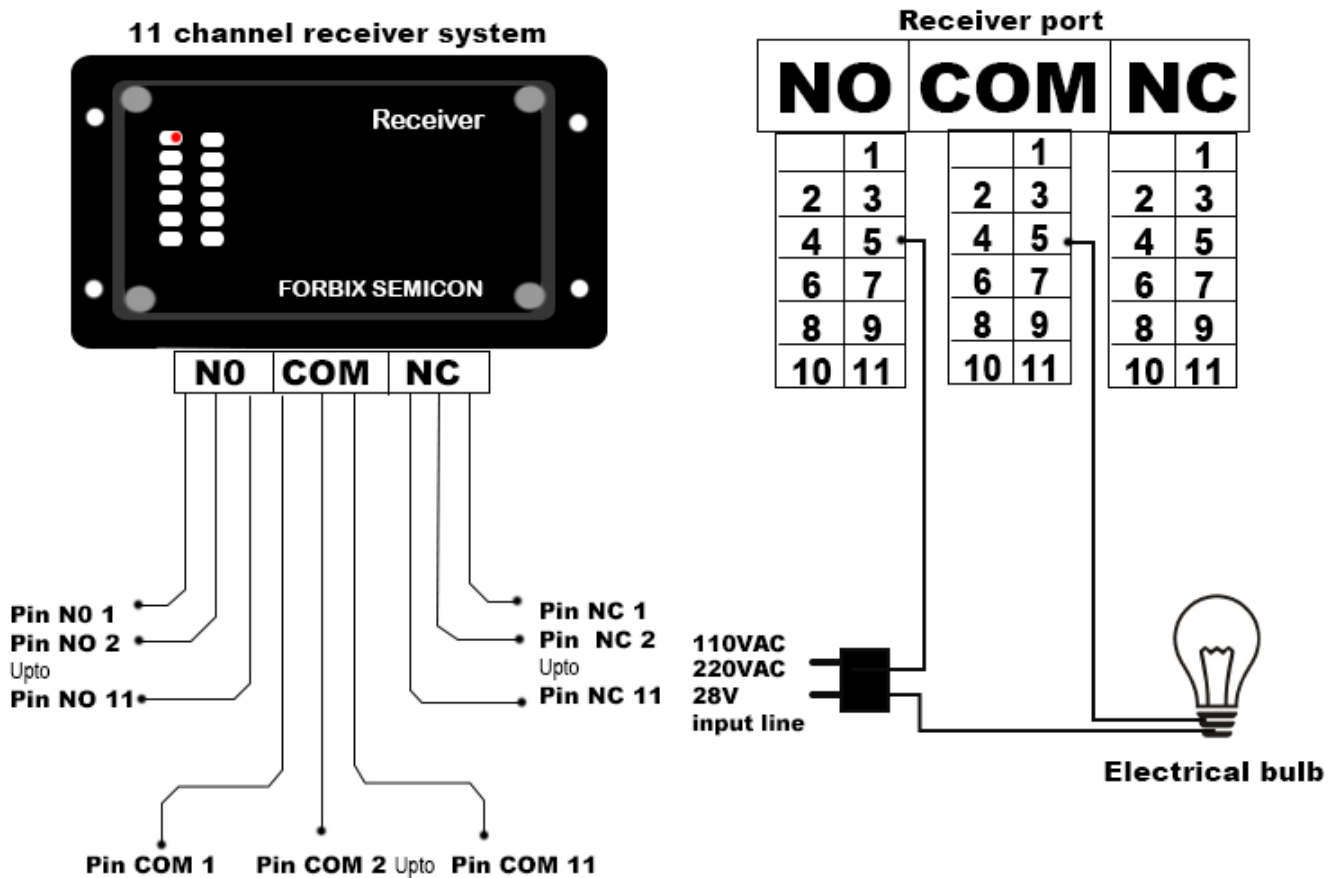 11 channel receiver system
Receiver
FORBIX SEMICON
N0 COM NC
Pin N0 1
Pin NO 2
Upto
Pin NO 11
Pin NC 1
Pin NC 2
Upto
Pin NC 11
Pin COM 1 Pin COM 2 Upto Pin COM 11
Receiver port
NO COM NC
1 1 1
2 3 2 3 2 3
4 5 4 5 4 5
6 7 6 7 6 7
8 9 8 9 8 9
10 11 10 11 10 11
110VAC
220VAC
28V
input line
Electrical bulb